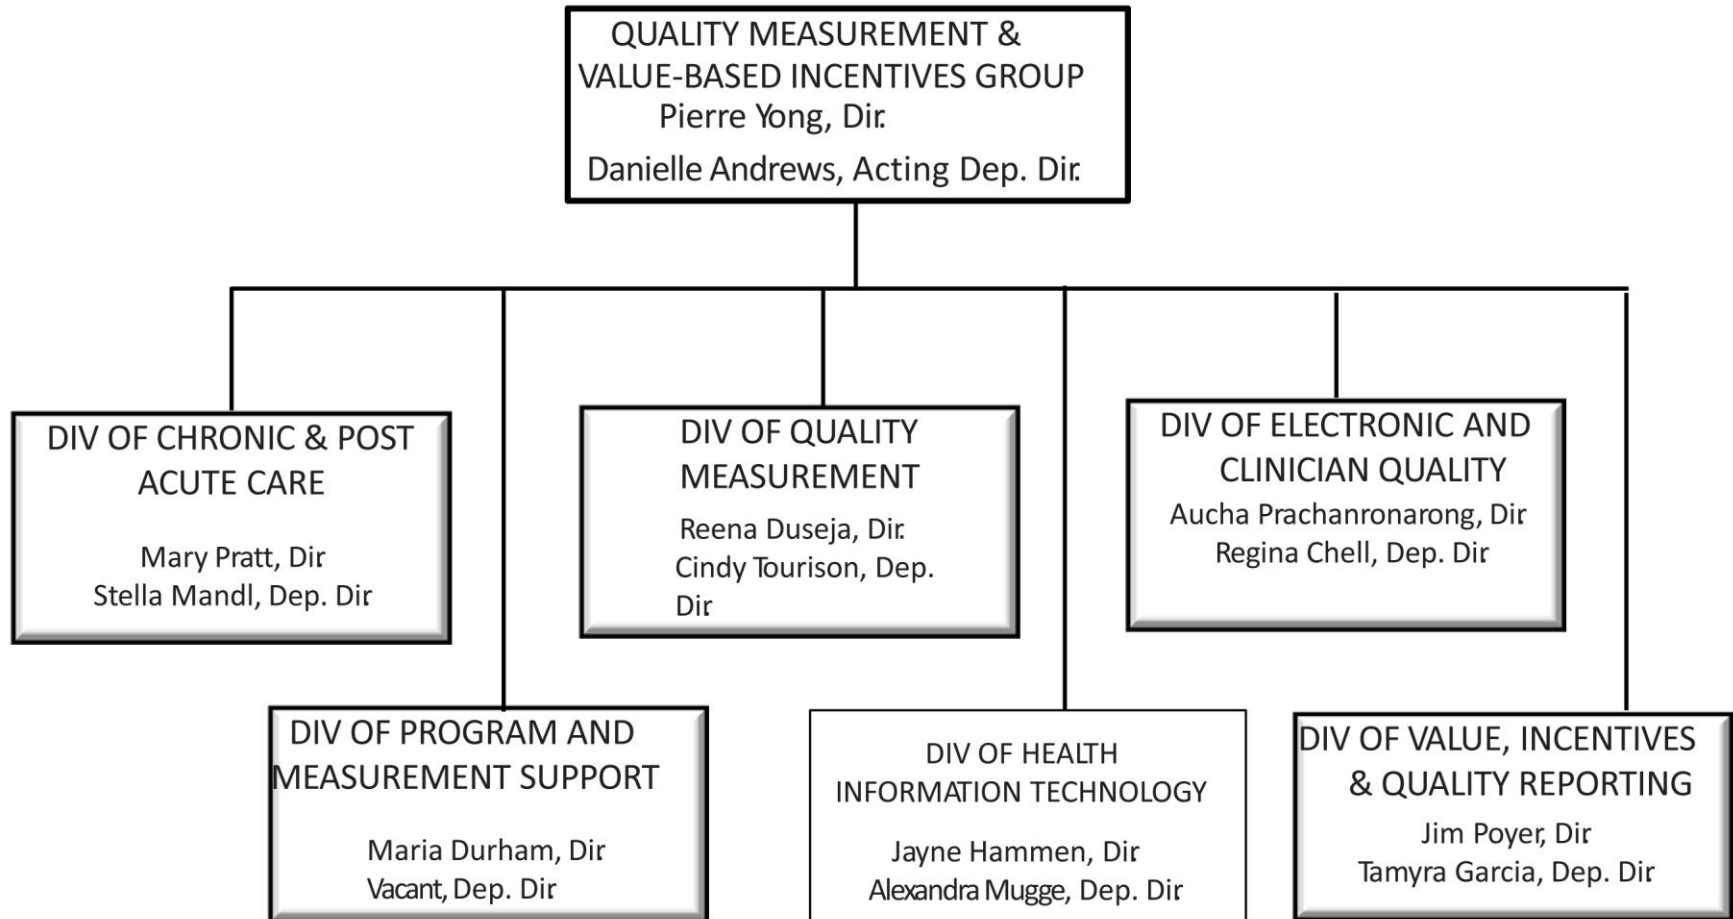 QUALITY MEASUREMENT &
VALUE-BASED INCENTIVES GROUP
Pierre Yong, Dir.
Danielle Andrews, Acting Dep. Dir.
DIV OF CHRONIC & POST
ACUTE CARE
Mary Pratt, Dir.
Stella Mandl, Dep. Dir.
DIV OF QUALITY
MEASUREMENT
Reena Duseja, Dir.
Cindy Tourison, Dep.
Dir.
DIV OF ELECTRONIC AND
CLINICIAN QUALITY
Aucha Prachanronarong, Dir.
Regina Chell, Dep. Dir.
DIV OF PROGRAM AND
MEASUREMENT SUPPORT
Maria Durham, Dir.
Vacant, Dep. Dir.
DIV OF HEALTH
INFORMATION TECHNOLOGY
Jayne Hammen, Dir.
Alexandra Mugge, Dep. Dir.
DIV OF VALUE, INCENTIVES
& QUALITY REPORTING
Jim Poyer, Dir.
Tamyra Garcia, Dep. Dir.